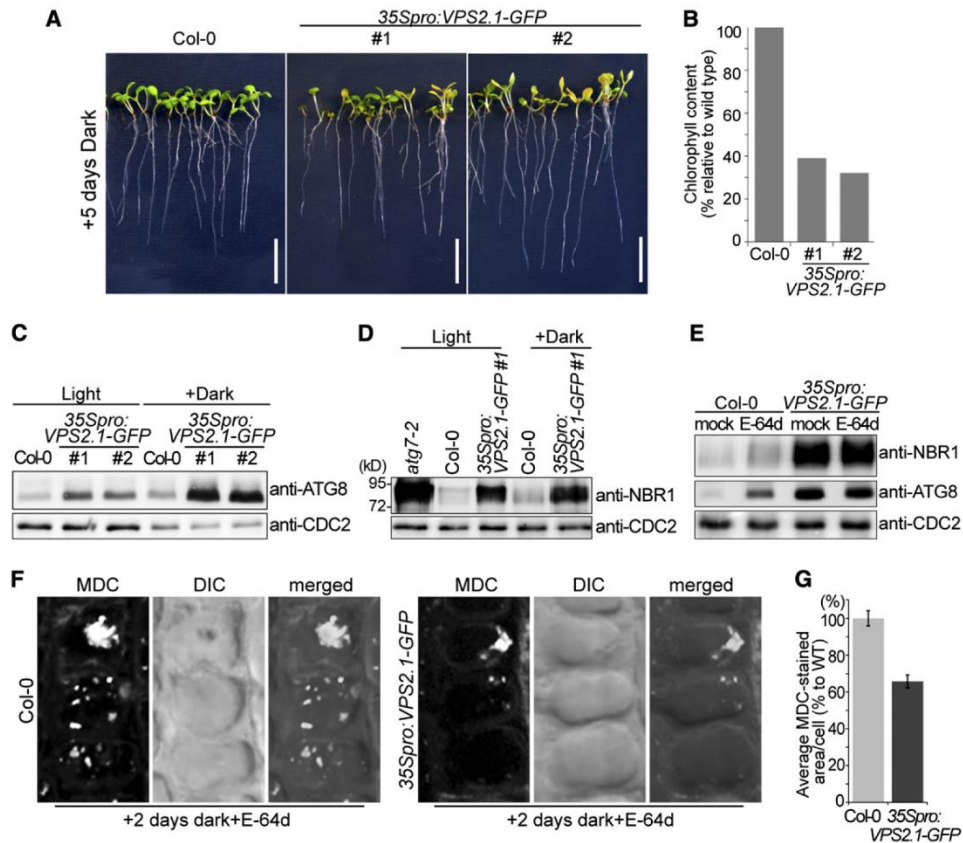 A
35Spro:VPS2.1-GFP
Col-0
#1
#2
+5 days Dark
B
Chlorophyll content
(% relative to wild type)
100
80
60
40
20
0
Col-0
#1
#2
35Spro:
VPS2.1-GFP
C
Light
+Dark
35Spro:
VPS2.1-GFP
35Spro:
VPS2.1-GFP
Col-0
#1
#2
Col-0
#1
#2
anti-ATG8
anti-CDC2
D
Light
+Dark
atg7-2
Col-0
35Spro:
VPS2.1-GFP #1
Col-0
35Spro:
VPS2.1-GFP #1
(kD)
95
72
anti-NBR1
anti-CDC2
E
35Spro:
VPS2.1-GFP
Col-0
mock
E-64d
mock
E-64d
anti-NBR1
anti-ATG8
anti-CDC2
F
MDC
DIC
merged
MDC
DIC
merged
Col-0
35Spro:VPS2.1-GFP
+2 days dark+E-64d
+2 days dark+E-64d
G
(%)
Average MDC-stained
area/cell (% to WT)
100
80
60
40
20
0
Col-0
35Spro:
VPS2.1-GFP